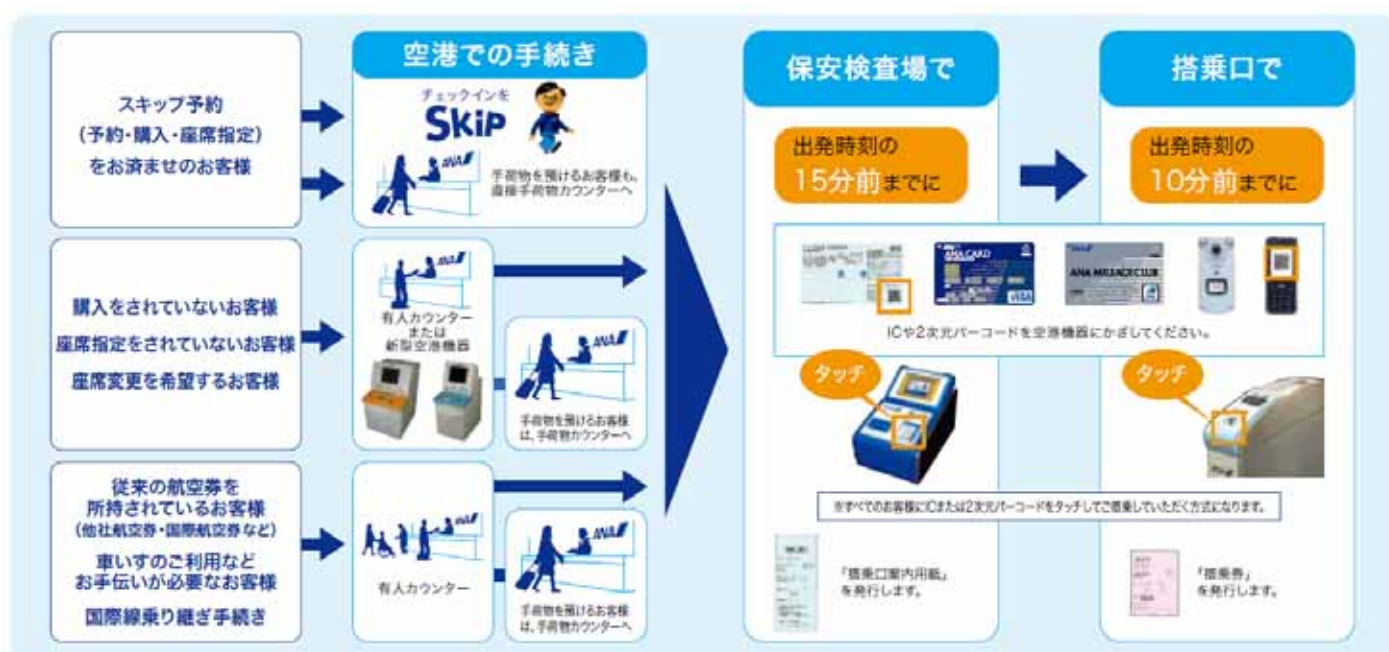 スキップ予約
(予約・購入・座席指定)
をお済ませのお客様
空港での手続き
チェックインを
SKiP
ANA
手荷物を預けるお客様も、
直接手荷物カウンターへ
購入をされていないお客様
座席指定をされていないお客様
座席変更を希望するお客様
ANA
有人カウンター
または
新型空港機器
ANA
手荷物を預けるお客様
は、手荷物カウンターへ
従来の航空券を
所持されているお客様
(他社航空券・国際航空券など)
車いすのご利用など
お手伝いが必要なお客様
国際線乗り継ぎ手続き
ANA
有人カウンター
ANA
手荷物を預けるお客様
は、手荷物カウンターへ
保安検査場で
出発時刻の
15分前までに
搭乗口で
出発時刻の
10分前までに
ANA CARD
VISA
ANA MILEAGE CLUB
ICや2次元バーコードを空港機器にかざしてください。
タッチ
タッチ
※すべてのお客様にICまたは2次元バーコードをタッチしてご搭乗していただく方式になります。
「搭乗口案内用紙」
を発行します。
「搭乗券」
を発行します。